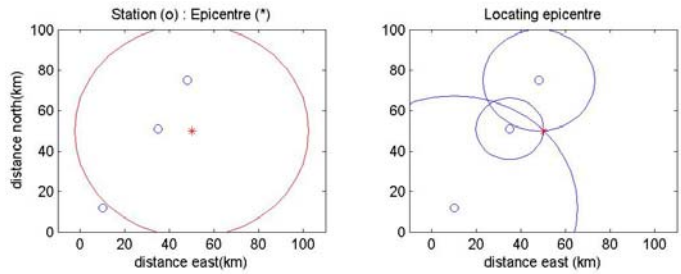 Station (o) : Epicentre (*)
100
80
60
40
20
0
distance north(km)
0 20 40 60 80 100
distance east(km)
Locating epicentre
100
80
60
40
20
0
0 20 40 60 80 100
distance east (km)